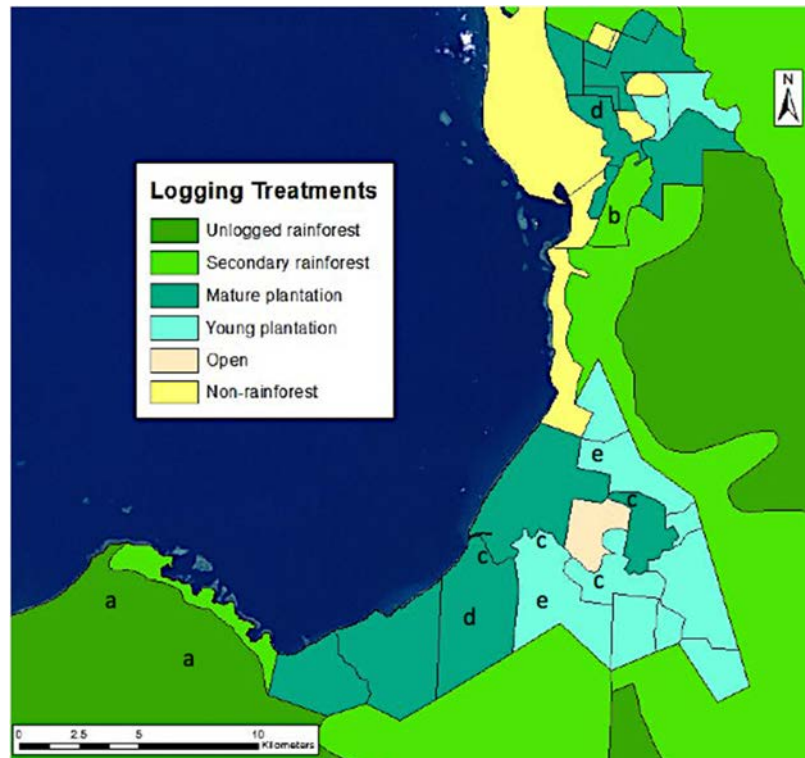 N
d
Logging Treatments
Unlogged rainforest
Secondary rainforest
Mature plantation
Young plantation
Open
Non-rainforest
b
e
c
c
c
c
a
d
e
a
0 2.5 5 10
Kilometers